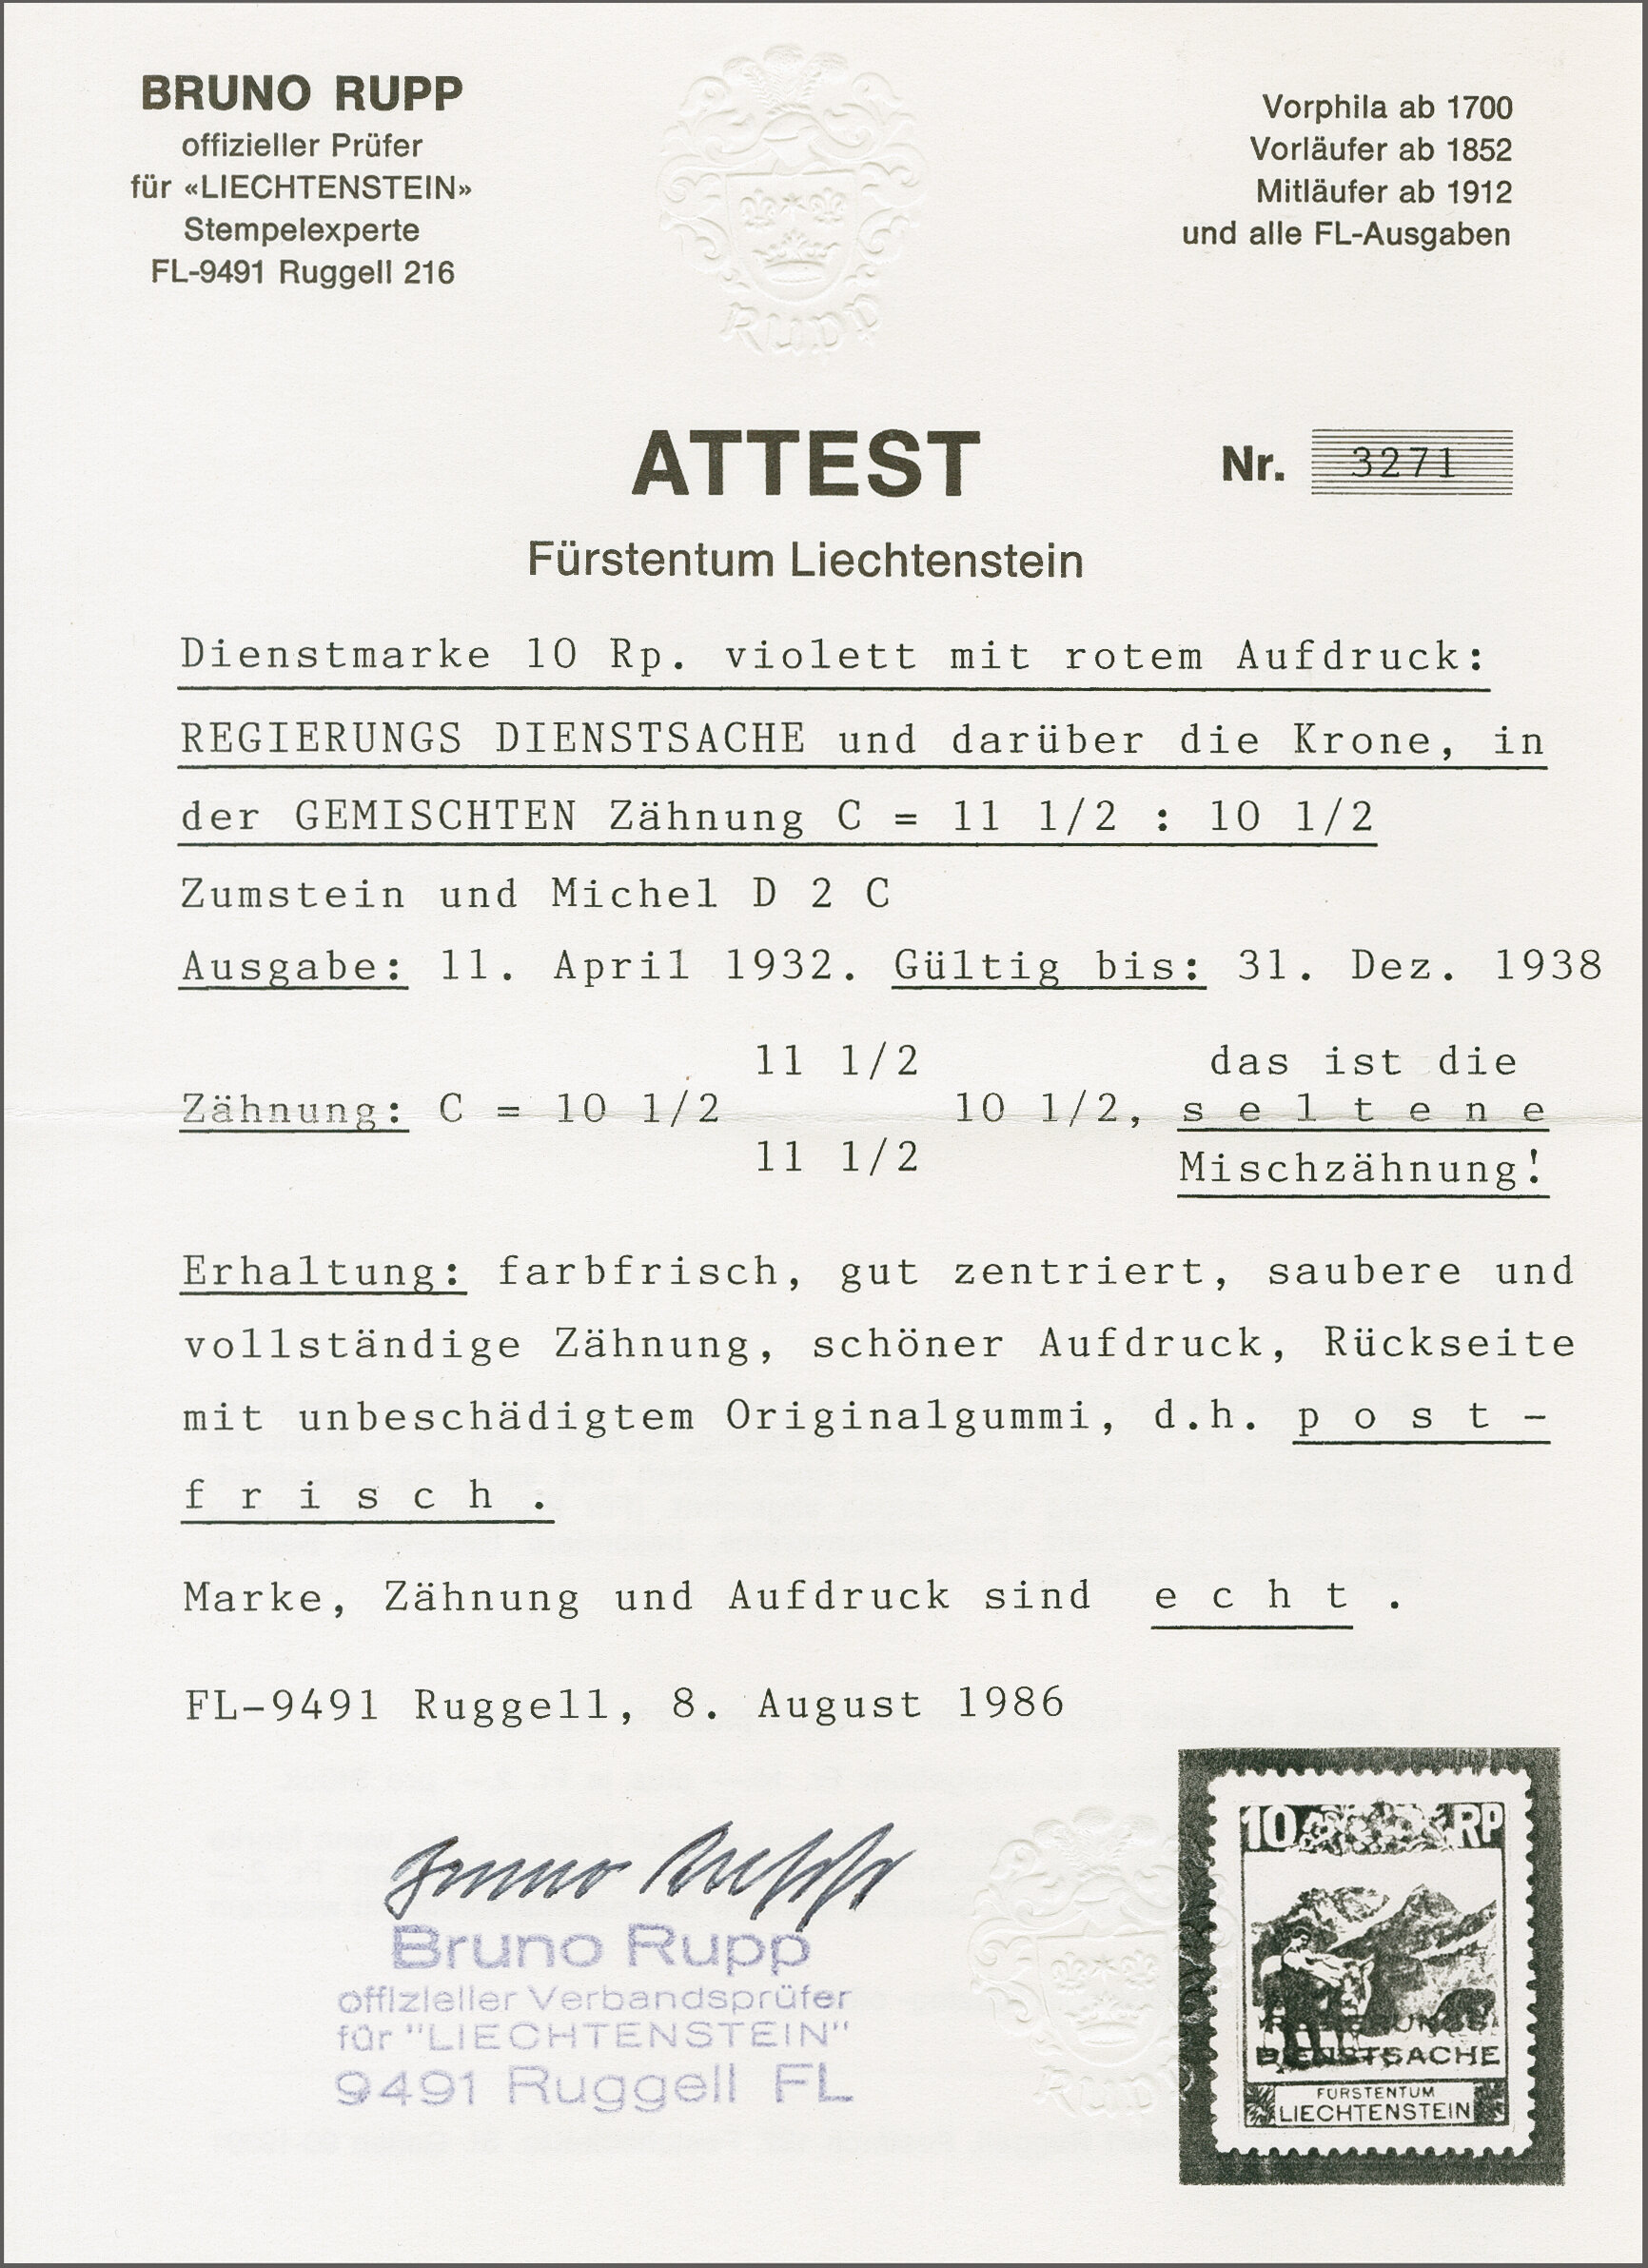 BRUNO RUPP
offizieller Prüfer
für «LIECHTENSTEIN»
Stempelexperte
FL-9491 Ruggell 216
Rupp
Vorphila ab 1700
Vorläufer ab 1852
Mitläufer ab 1912
und alle FL-Ausgaben
ATTEST
Nr. 3271
Fürstentum Liechtenstein
Dienstmarke 10 Rp. violett mit rotem Aufdruck:
REGIERUNGS DIENSTSACHE und darüber die Krone, in
der GEMISCHTEN Zähnung C = 11 1/2 : 10 1/2
Zumstein und Michel D 2 C
Ausgabe: 11. April 1932. Gültig bis: 31. Dez. 1938
11 1/2 das ist die
Zähnung: C = 10 1/2 10 1/2, s e l t e n e
11 1/2 Mischzähnung!
Erhaltung: farbfrisch, gut zentriert, saubere und
vollständige Zähnung, schöner Aufdruck, Rückseite
mit unbeschädigtem Originalgummi, d.h. p o s t -
f r i s c h .
Marke, Zähnung und Aufdruck sind e c h t .
FL-9491 Ruggell, 8. August 1986
Bruno Rupp
Bruno Rupp
offizieller Verbandsprüfer
für "LIECHTENSTEIN"
9491 Ruggell FL
Rupp
10 RP
REGIERUNGS
DIENSTSACHE
FÜRSTENTUM
LIECHTENSTEIN